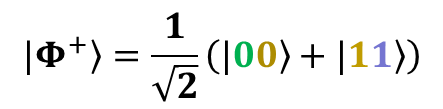 |Φ⁺⟩ = 1/√2 (|00⟩ + |11⟩)